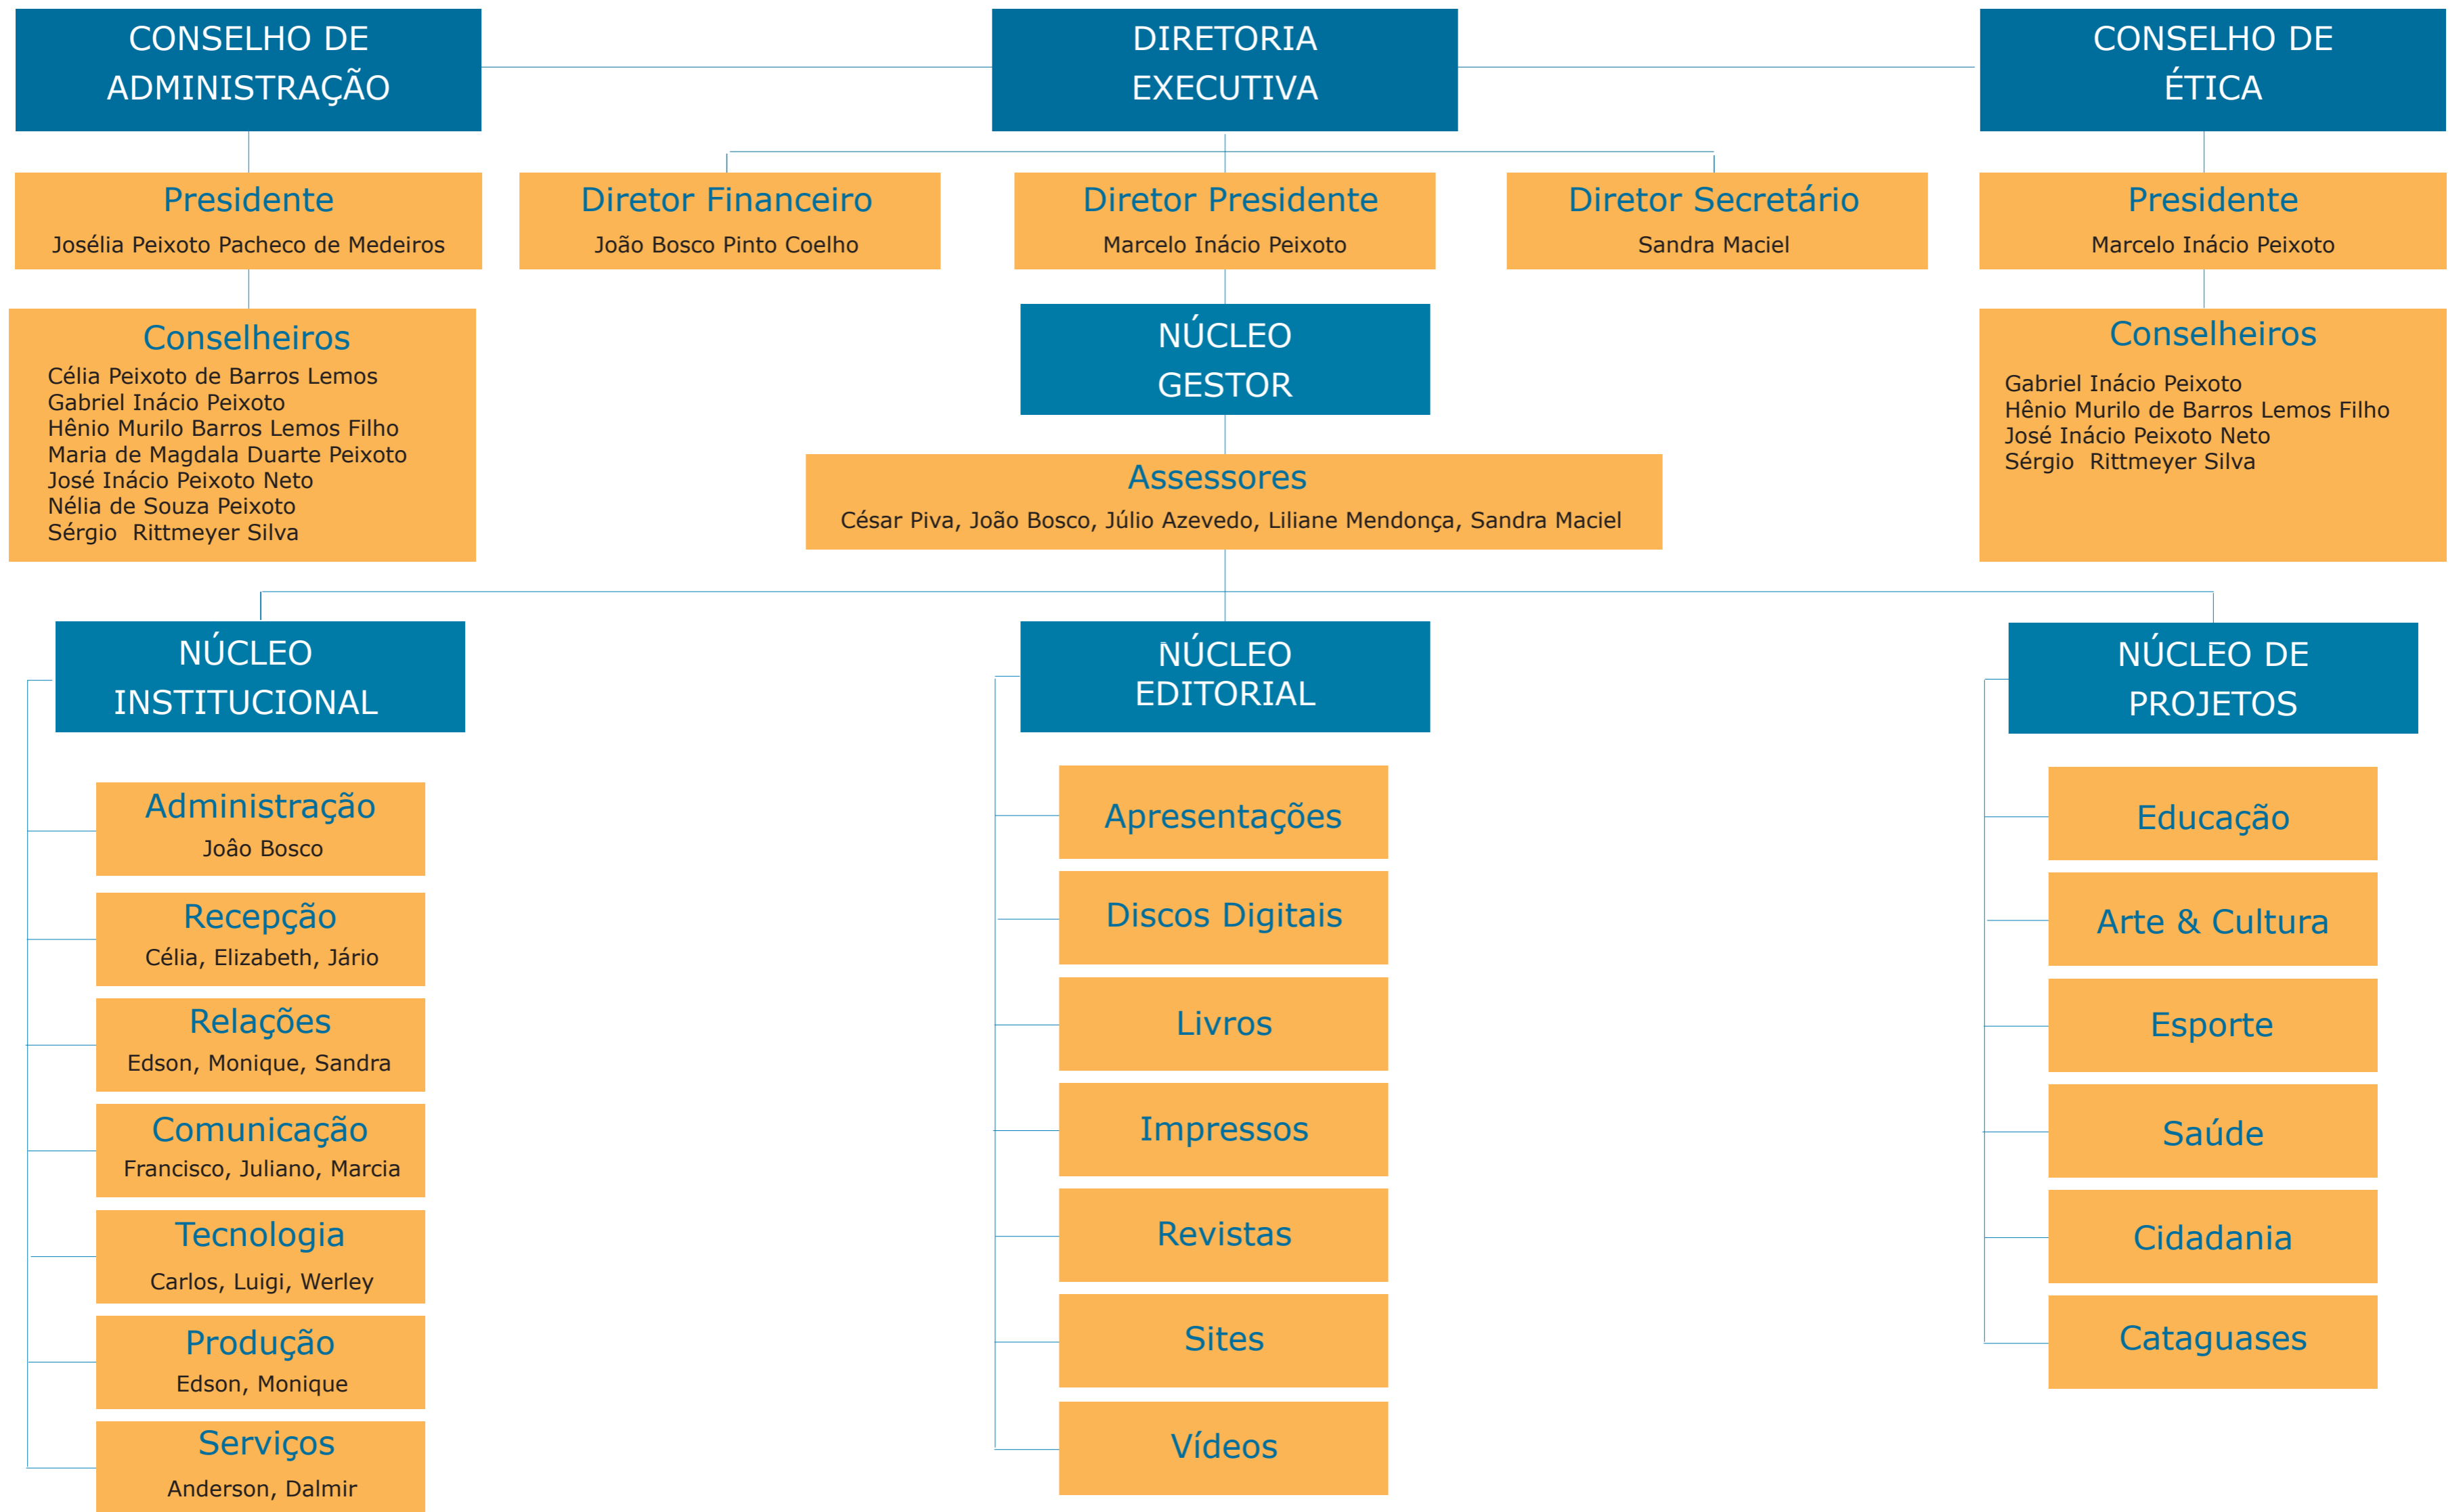 CONSELHO DE
ADMINISTRAÇÃO
DIRETORIA
EXECUTIVA
CONSELHO DE
ÉTICA
Presidente
Josélia Peixoto Pacheco de Medeiros
Diretor Financeiro
João Bosco Pinto Coelho
Diretor Presidente
Marcelo Inácio Peixoto
Diretor Secretário
Sandra Maciel
Presidente
Marcelo Inácio Peixoto
Conselheiros
Célia Peixoto de Barros Lemos
Gabriel Inácio Peixoto
Hênio Murilo Barros Lemos Filho
Maria de Magdala Duarte Peixoto
José Inácio Peixoto Neto
Nélia de Souza Peixoto
Sérgio  Rittmeyer Silva
NÚCLEO
GESTOR
Assessores
César Piva, João Bosco, Júlio Azevedo, Liliane Mendonça, Sandra Maciel
Conselheiros
Gabriel Inácio Peixoto
Hênio Murilo de Barros Lemos Filho
José Inácio Peixoto Neto
Sérgio  Rittmeyer Silva
NÚCLEO
INSTITUCIONAL
Administração
Joâo Bosco
Recepção
Célia, Elizabeth, Jário
Relações
Edson, Monique, Sandra
Comunicação
Francisco, Juliano, Marcia
Tecnologia
Carlos, Luigi, Werley
Produção
Edson, Monique
Serviços
Anderson, Dalmir
NÚCLEO
EDITORIAL
Apresentações
Discos Digitais
Livros
Impressos
Revistas
Sites
Vídeos
NÚCLEO DE
PROJETOS
Educação
Arte & Cultura
Esporte
Saúde
Cidadania
Cataguases